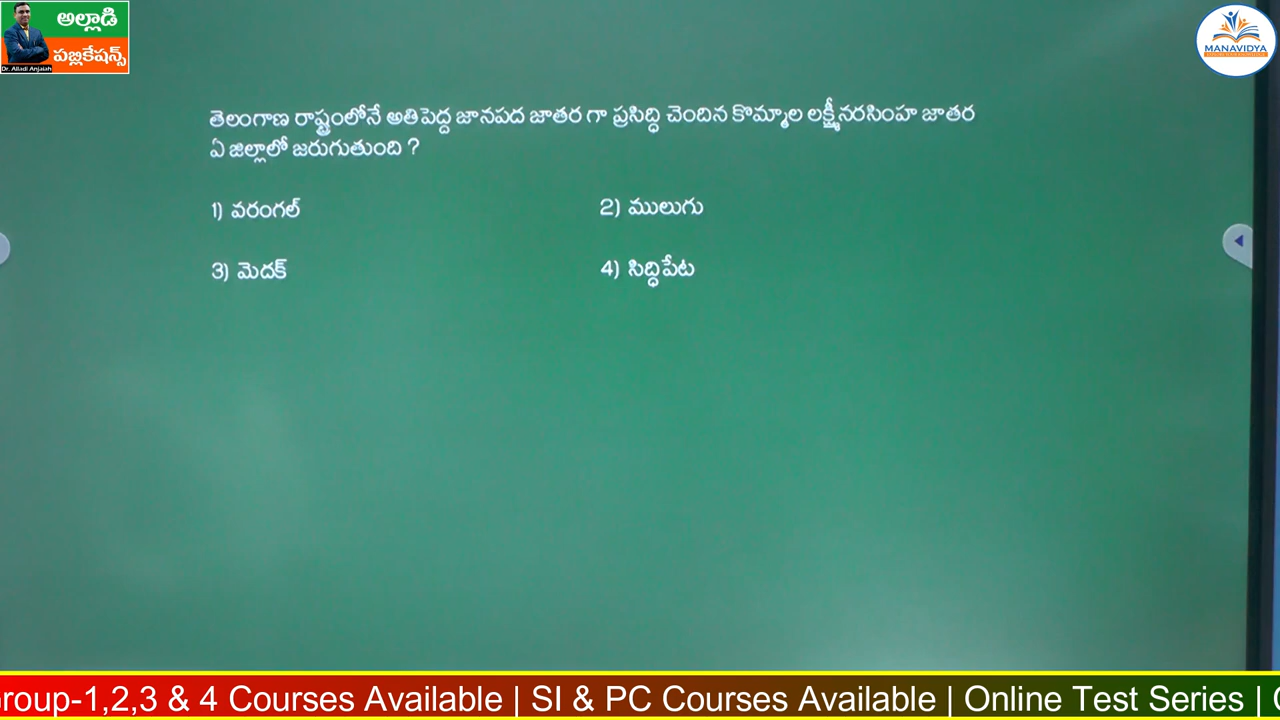 అల్లాడి
పబ్లికేషన్స్
Dr. Alladi Anjaiah
MANAVIDYA
తెలంగాణ రాష్ట్రంలోనే అతిపెద్ద జానపద జాతర గా ప్రసిద్ధి చెందిన కొమ్మాల లక్ష్మీనరసింహ జాతర
ఏ జిల్లాలో జరుగుతుంది ?
1) వరంగల్
2) ములుగు
3) మెదక్
4) సిద్ధిపేట
roup-1,2,3 & 4 Courses Available | SI & PC Courses Available | Online Test Series |